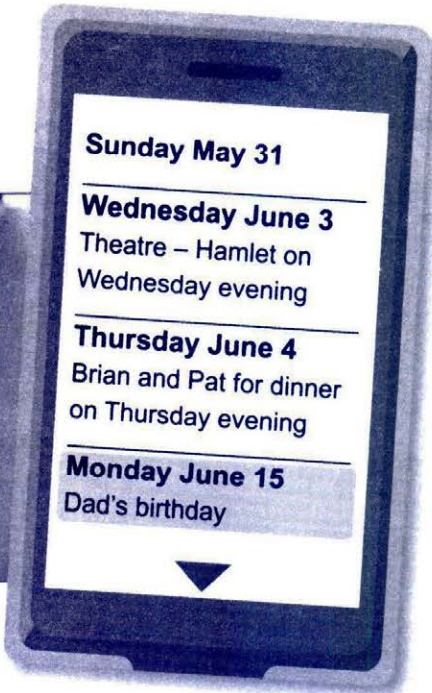 Sunday May 31
Wednesday June 3
Theatre – Hamlet on
Wednesday evening
Thursday June 4
Brian and Pat for dinner
on Thursday evening
Monday June 15
Dad's birthday